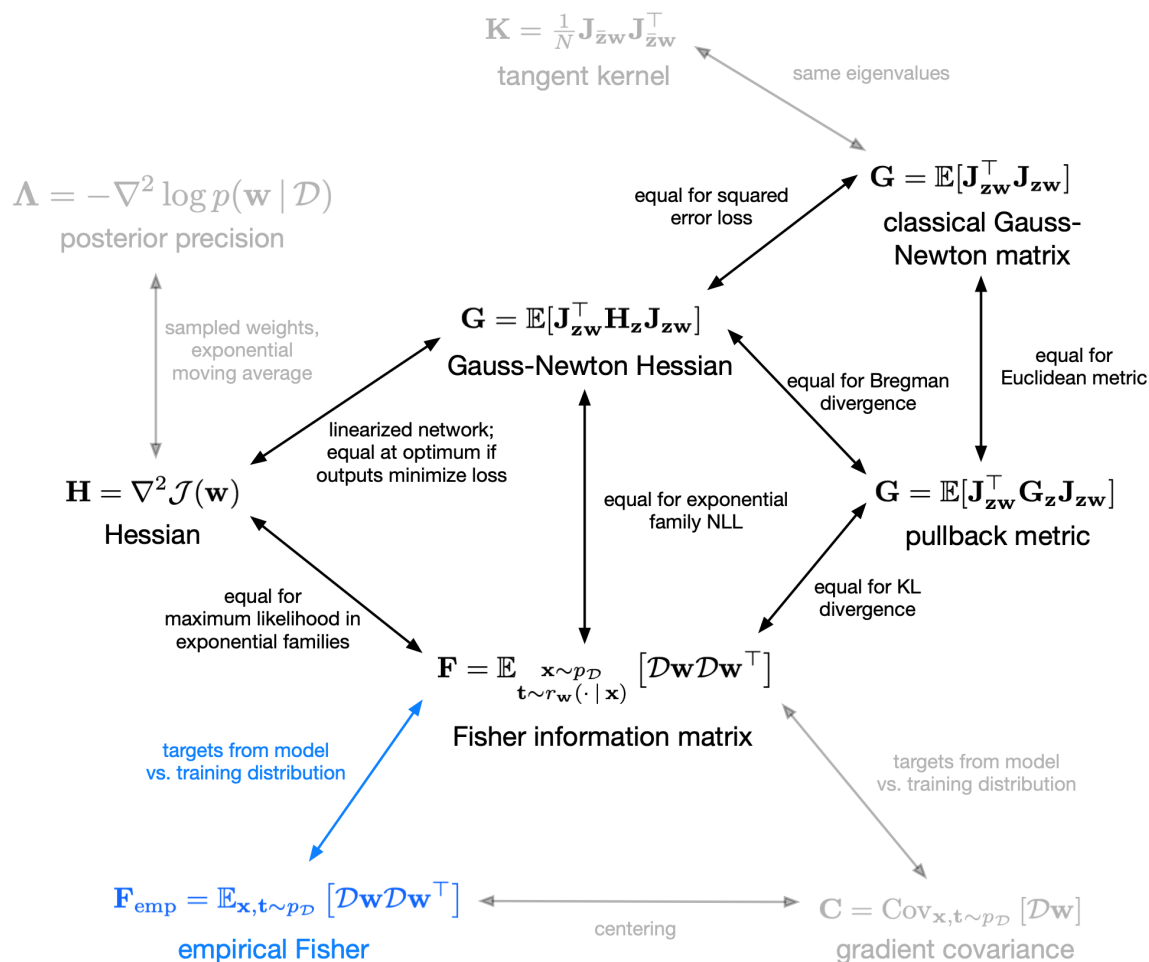 K = 1/N J_z̄w J_z̄w^⊤
tangent kernel
same eigenvalues
Λ = −∇² log p(w | 𝒟)
posterior precision
G = 𝔼[J_zw^⊤ J_zw]
classical Gauss-
Newton matrix
equal for squared
error loss
sampled weights,
exponential
moving average
G = 𝔼[J_zw^⊤ H_z J_zw]
Gauss-Newton Hessian
equal for
Euclidean metric
equal for Bregman
divergence
linearized network;
equal at optimum if
outputs minimize loss
H = ∇²𝒥(w)
Hessian
equal for exponential
family NLL
G = 𝔼[J_zw^⊤ G_z J_zw]
pullback metric
equal for
maximum likelihood in
exponential families
equal for KL
divergence
F = 𝔼 x∼p_𝒟 [𝒟w𝒟w^⊤]
t∼r_w(· | x)
Fisher information matrix
targets from model
vs. training distribution
targets from model
vs. training distribution
F_emp = 𝔼_x,t∼p_𝒟 [𝒟w𝒟w^⊤]
empirical Fisher
centering
C = Cov_x,t∼p_𝒟 [𝒟w]
gradient covariance